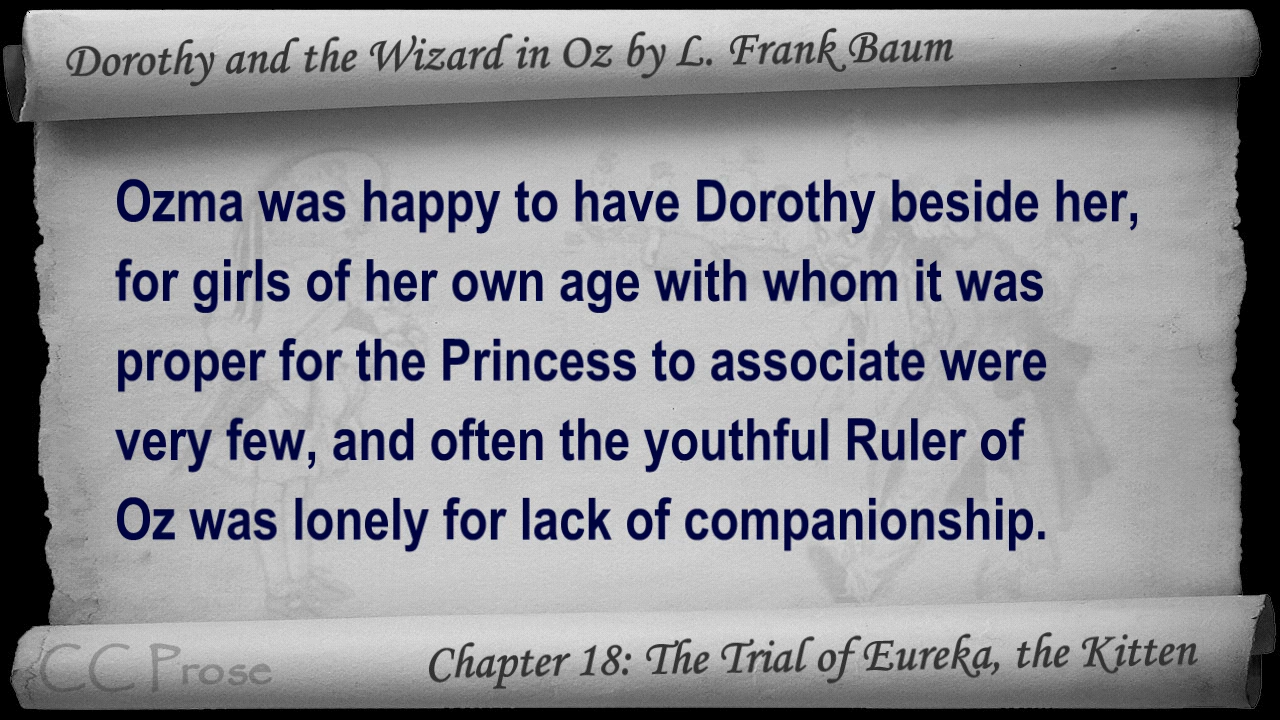 Dorothy and the Wizard in Oz by L. Frank Baum
Ozma was happy to have Dorothy beside her,
for girls of her own age with whom it was
proper for the Princess to associate were
very few, and often the youthful Ruler of
Oz was lonely for lack of companionship.
CC Prose
Chapter 18: The Trial of Eureka, the Kitten